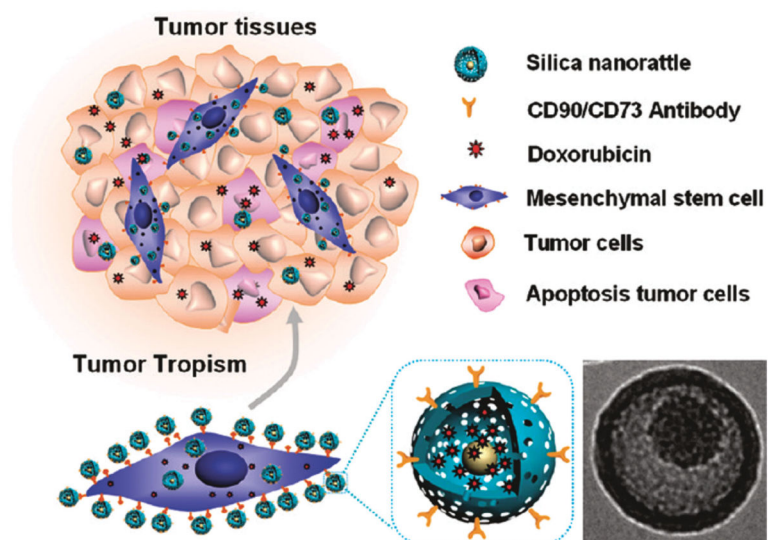 Tumor tissues
Silica nanorattle
CD90/CD73 Antibody
Doxorubicin
Mesenchymal stem cell
Tumor cells
Apoptosis tumor cells
Tumor Tropism